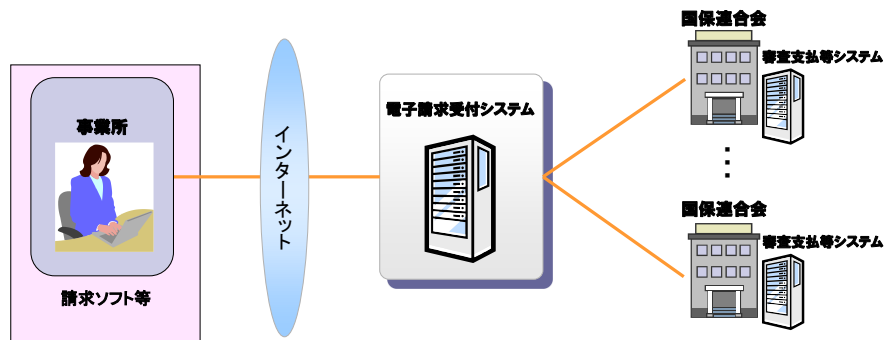 事業所
請求ソフト等
インターネット
電子請求受付システム
国保連合会
審査支払等システム
国保連合会
審査支払等システム